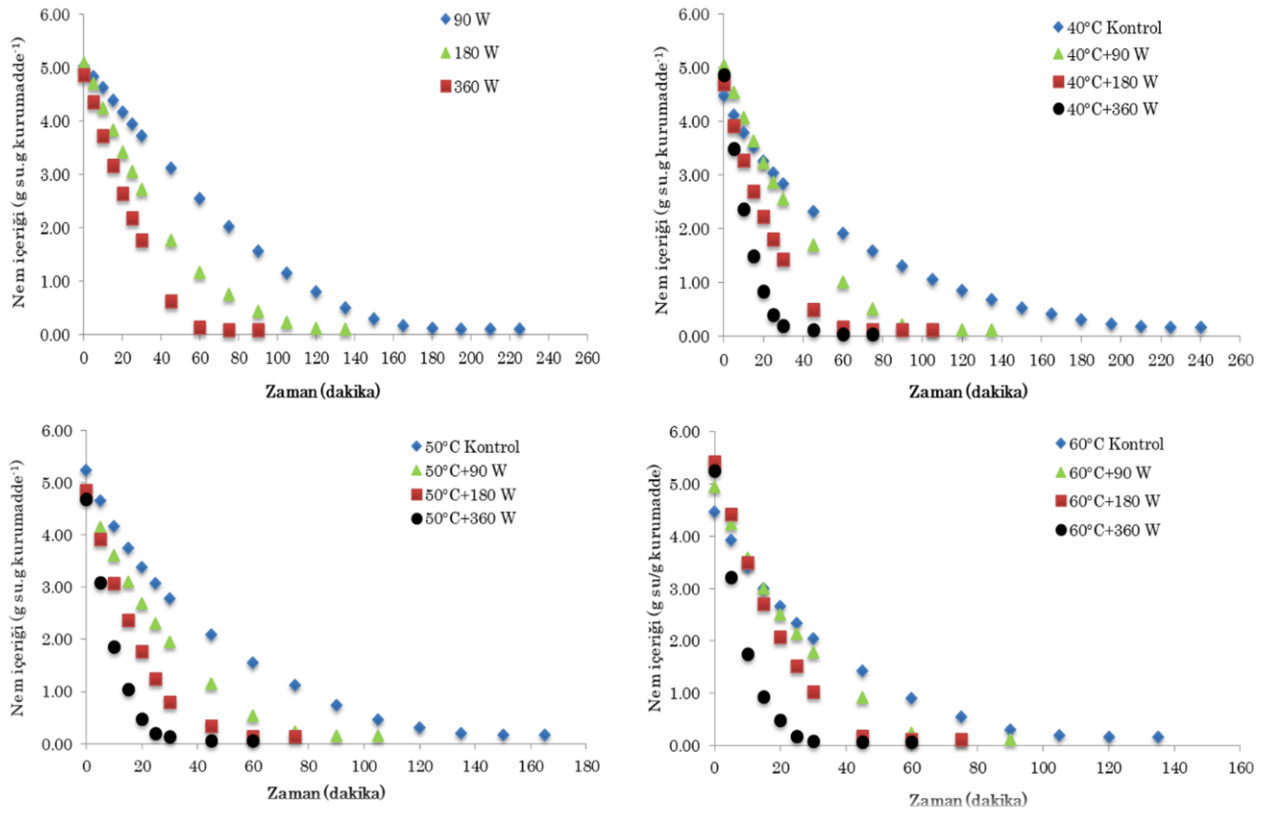 6.00
5.00
4.00
3.00
2.00
1.00
0.00
Nem içeriği (g su.g kurumadde-1)
90 W
180 W
360 W
0 20 40 60 80 100 120 140 160 180 200 220 240 260
Zaman (dakika)
6.00
5.00
4.00
3.00
2.00
1.00
0.00
Nem içeriği (g su.g kurumadde-1)
40°C Kontrol
40°C+90 W
40°C+180 W
40°C+360 W
0 20 40 60 80 100 120 140 160 180 200 220 240 260
Zaman (dakika)
6.00
5.00
4.00
3.00
2.00
1.00
0.00
Nem içeriği (g su.g kurumadde-1)
50°C Kontrol
50°C+90 W
50°C+180 W
50°C+360 W
0 20 40 60 80 100 120 140 160 180
Zaman (dakika)
6.00
5.00
4.00
3.00
2.00
1.00
0.00
Nem içeriği (g su/g kurumadde)
60°C Kontrol
60°C+90 W
60°C+180 W
60°C+360 W
0 20 40 60 80 100 120 140 160
Zaman (dakika)